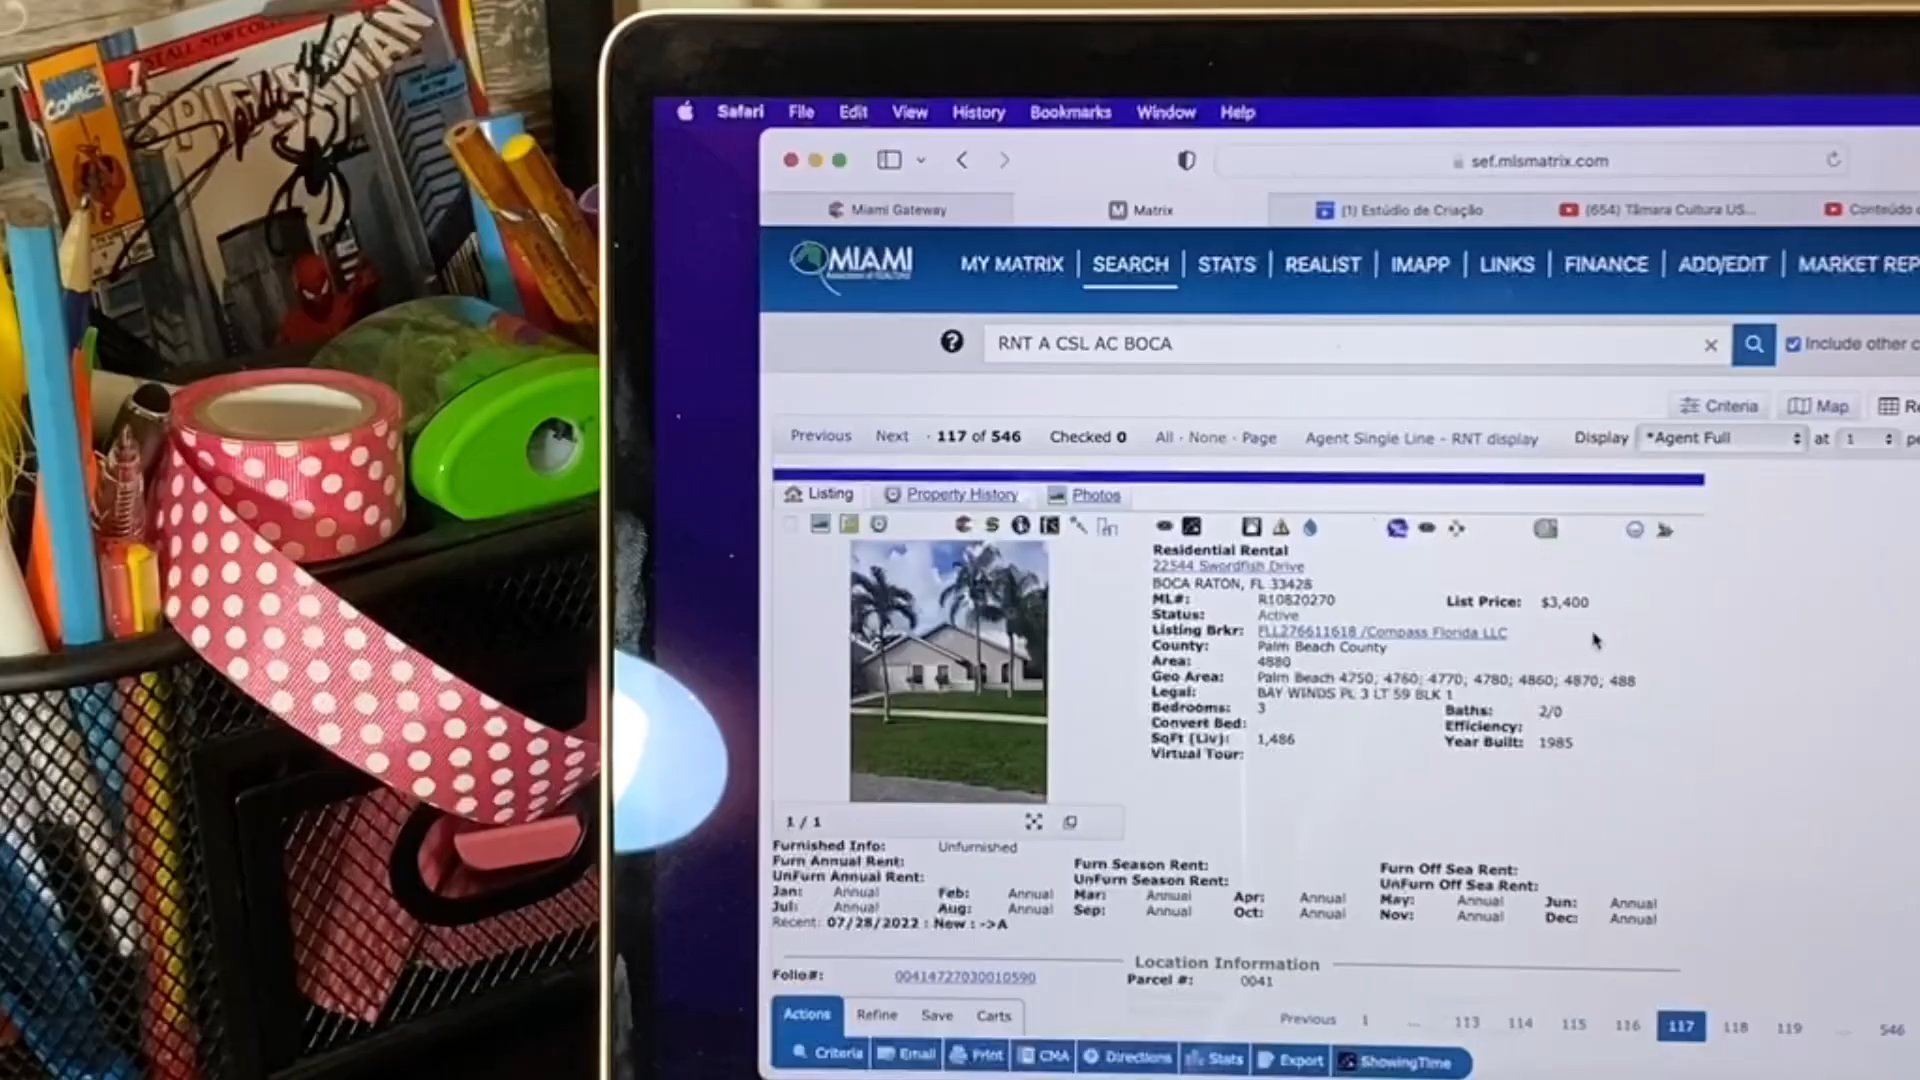 MARVEL COMICS
1
SPIDER-MAN
Safari File Edit View History Bookmarks Window Help
sef.mlsmatrix.com
Miami Gateway
Matrix
(1) Estúdio de Criação
(654) Tâmara Cultura US...
Conteúdo
MIAMI
MY MATRIX | SEARCH | STATS | REALIST | IMAPP | LINKS | FINANCE | ADD/EDIT | MARKET REP
? RNT A CSL AC BOCA
Include other c
Criteria Map Re
Previous Next · 117 of 546 Checked 0 All · None · Page Agent Single Line - RNT display Display *Agent Full at 1 pe
Listing Property History Photos
Residential Rental
22544 Swordfish Drive
BOCA RATON, FL 33428
ML#: R10820270 List Price: $3,400
Status: Active
Listing Brkr: FLL276611618 /Compass Florida LLC
County: Palm Beach County
Area: 4880
Geo Area: Palm Beach 4750; 4760; 4770; 4780; 4860; 4870; 488
Legal: BAY WINDS PL 3 LT 59 BLK 1
Bedrooms: 3 Baths: 2/0
Convert Bed: Efficiency:
SqFt (Liv): 1,486 Year Built: 1985
Virtual Tour:
1 / 1
Furnished Info: Unfurnished
Furn Annual Rent: Furn Season Rent: Furn Off Sea Rent:
UnFurn Annual Rent: UnFurn Season Rent: UnFurn Off Sea Rent:
Jan: Annual Feb: Annual Mar: Annual Apr: Annual May: Annual Jun: Annual
Jul: Annual Aug: Annual Sep: Annual Oct: Annual Nov: Annual Dec: Annual
Recent: 07/28/2022 : New : ->A
Location Information
Folio#: 00414727030010590 Parcel #: 0041
Actions Refine Save Carts
Previous 1 ... 113 114 115 116 117 118 119 ... 546
Criteria Email Print CMA Directions Stats Export ShowingTime